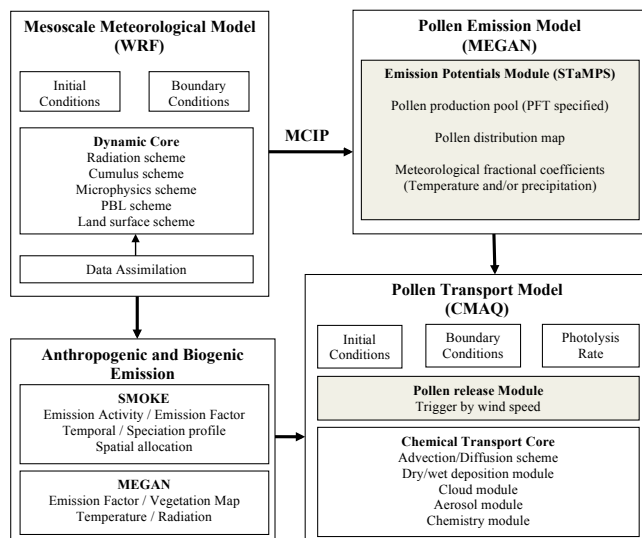 Mesoscale Meteorological Model
(WRF)
Initial
Conditions
Boundary
Conditions
Dynamic Core
Radiation scheme
Cumulus scheme
Microphysics scheme
PBL scheme
Land surface scheme
Data Assimilation
MCIP
Pollen Emission Model
(MEGAN)
Emission Potentials Module (STaMPS)
Pollen production pool (PFT specified)
Pollen distribution map
Meteorological fractional coefficients
(Temperature and/or precipitation)
Anthropogenic and Biogenic
Emission
SMOKE
Emission Activity / Emission Factor
Temporal / Speciation profile
Spatial allocation
MEGAN
Emission Factor / Vegetation Map
Temperature / Radiation
Pollen Transport Model
(CMAQ)
Initial
Conditions
Boundary
Conditions
Photolysis
Rate
Pollen release Module
Trigger by wind speed
Chemical Transport Core
Advection/Diffusion scheme
Dry/wet deposition module
Cloud module
Aerosol module
Chemistry module